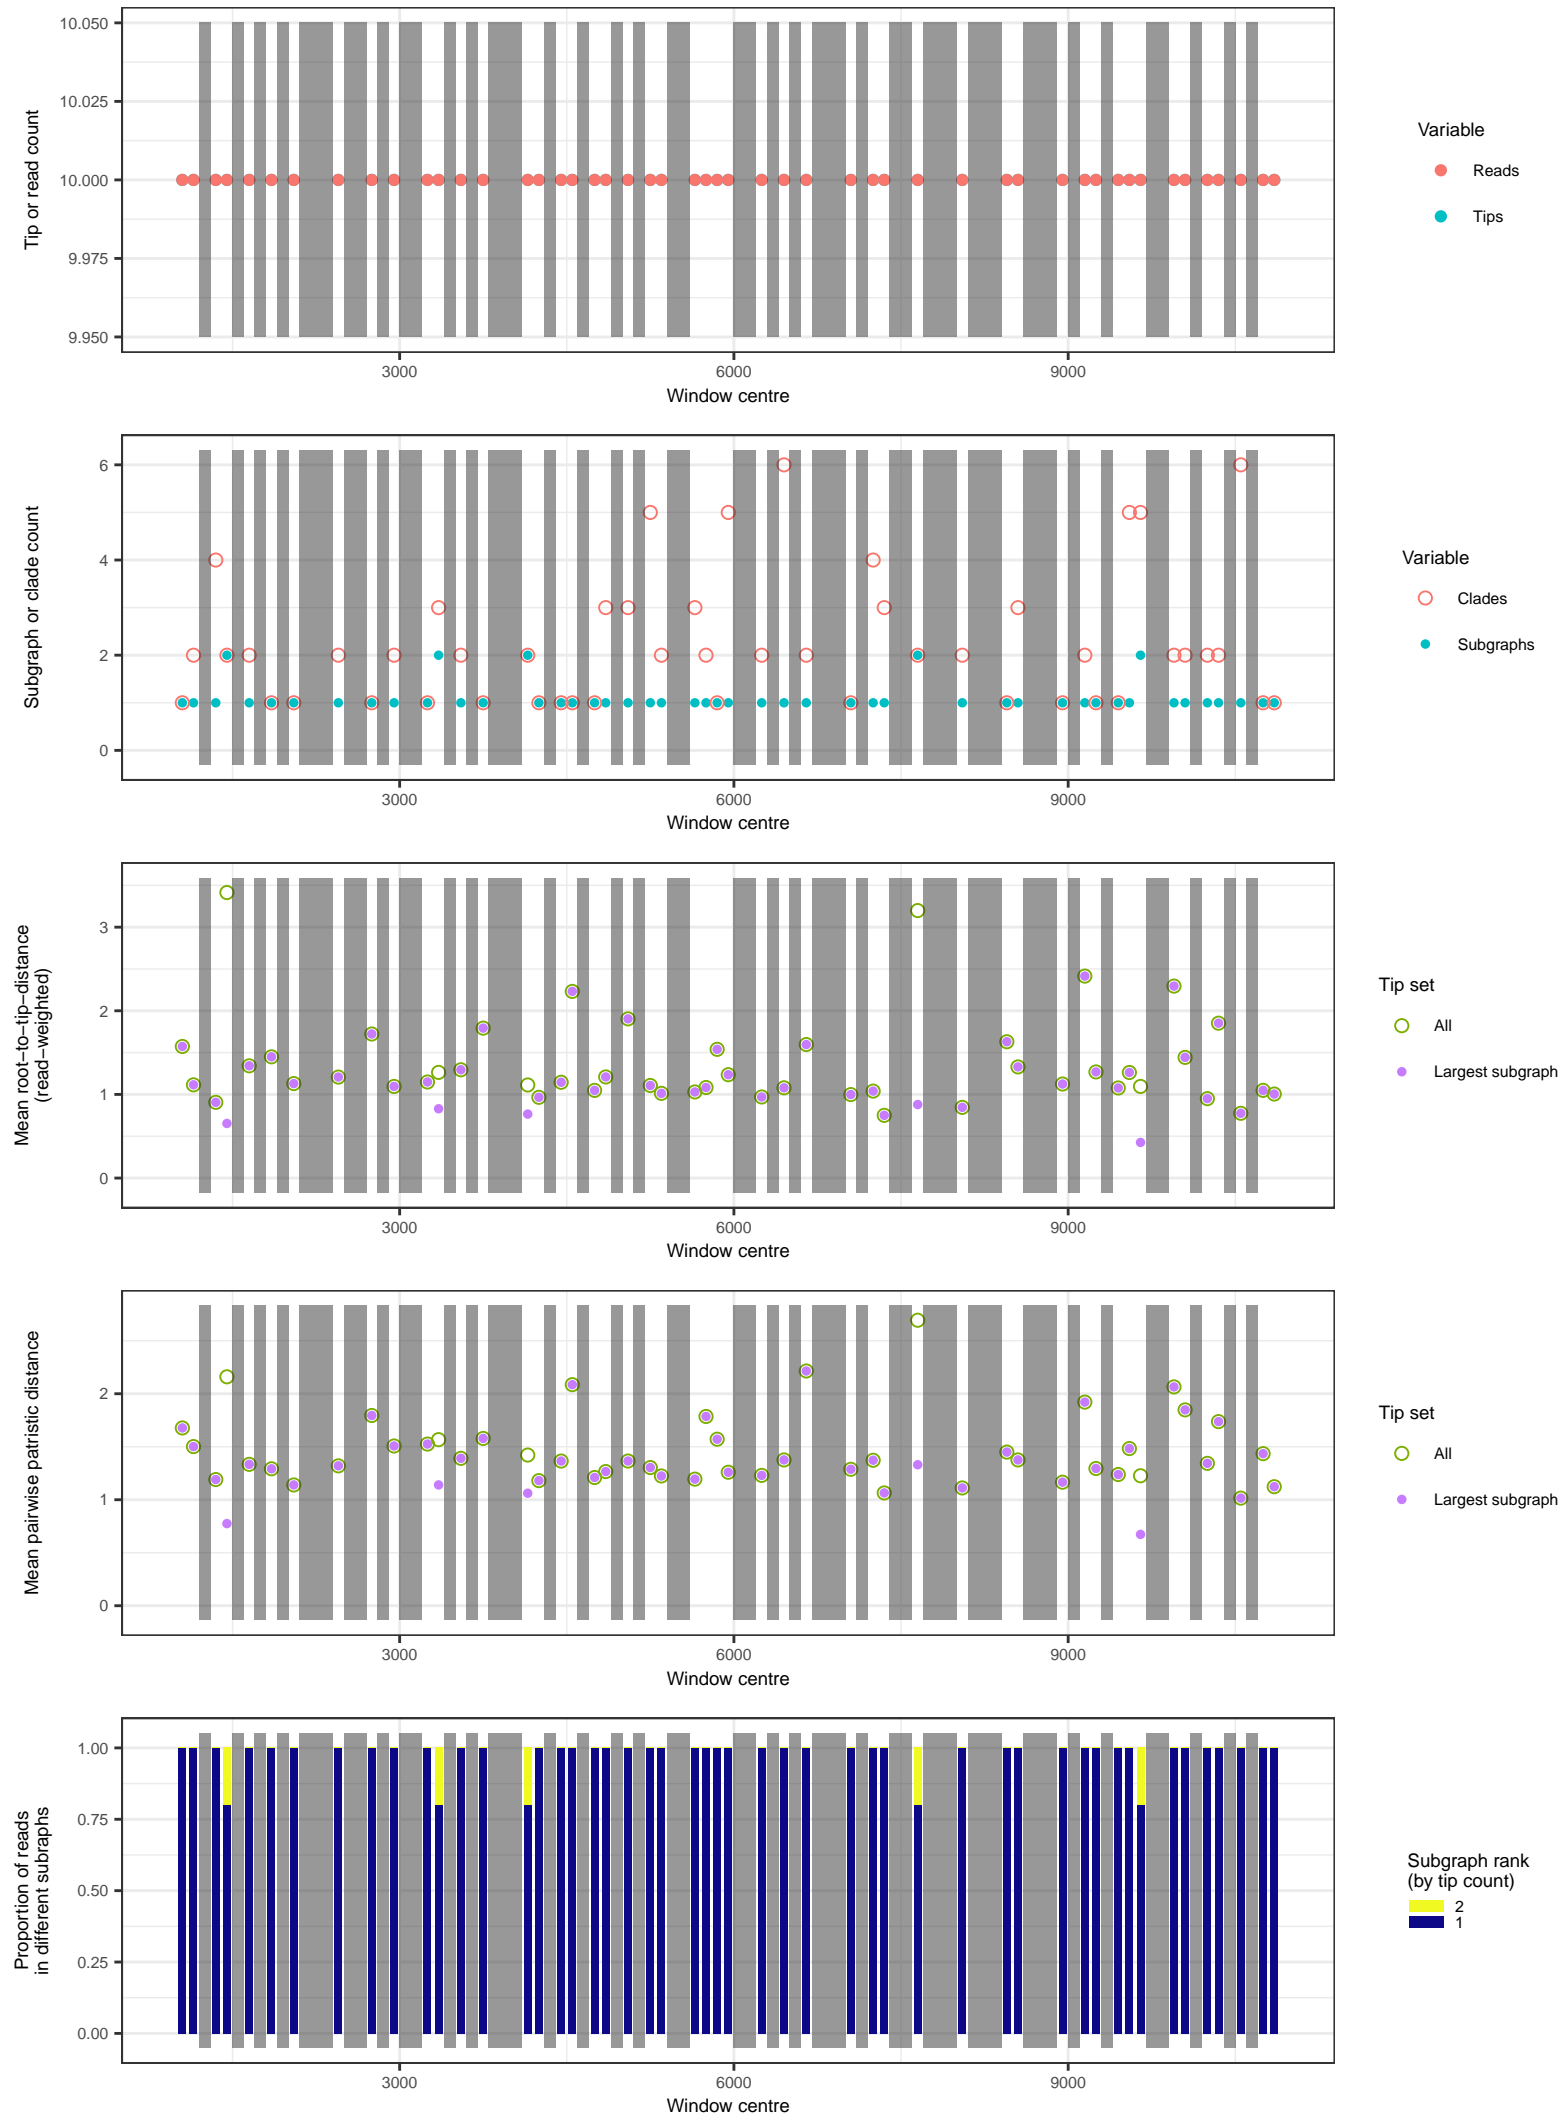 10.050
10.025
10.000
9.975
9.950
Tip or read count
3000
6000
9000
Window centre
Variable
Reads
Tips
6
4
2
0
Subgraph or clade count
3000
6000
9000
Window centre
Variable
Clades
Subgraphs
3
2
1
0
Mean root−to−tip−distance
(read−weighted)
3000
6000
9000
Window centre
Tip set
All
Largest subgraph
2
1
0
Mean pairwise patristic distance
3000
6000
9000
Window centre
Tip set
All
Largest subgraph
1.00
0.75
0.50
0.25
0.00
Proportion of reads
in different subraphs
3000
6000
9000
Window centre
Subgraph rank
(by tip count)
2
1